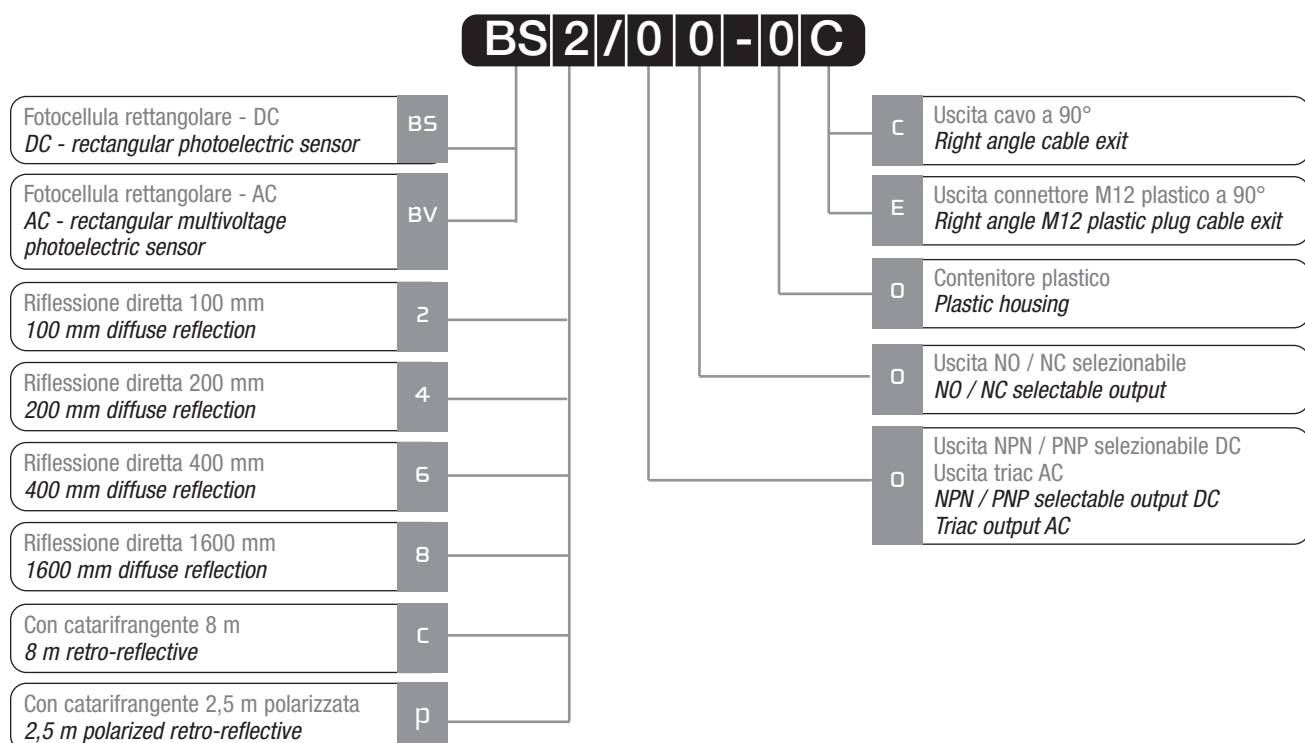 BS2/00-0C
Fotocellula rettangolare - DC
DC - rectangular photoelectric sensor
BS
Fotocellula rettangolare - AC
AC - rectangular multivoltage
photoelectric sensor
BV
Riflessione diretta 100 mm
100 mm diffuse reflection
2
Riflessione diretta 200 mm
200 mm diffuse reflection
4
Riflessione diretta 400 mm
400 mm diffuse reflection
6
Riflessione diretta 1600 mm
1600 mm diffuse reflection
8
Con catarifrangente 8 m
8 m retro-reflective
C
Con catarifrangente 2,5 m polarizzata
2,5 m polarized retro-reflective
p
C
Uscita cavo a 90°
Right angle cable exit
E
Uscita connettore M12 plastico a 90°
Right angle M12 plastic plug cable exit
0
Contenitore plastico
Plastic housing
0
Uscita NO / NC selezionabile
NO / NC selectable output
0
Uscita NPN / PNP selezionabile DC
Uscita triac AC
NPN / PNP selectable output DC
Triac output AC